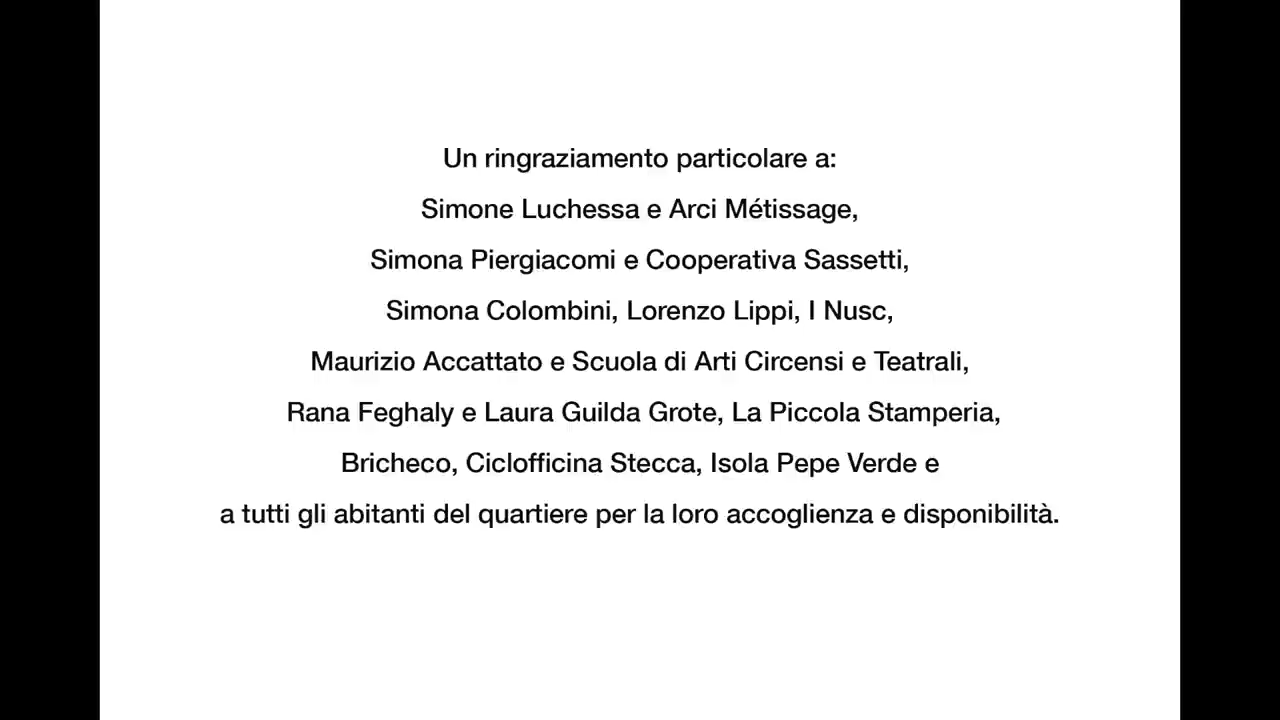 Un ringraziamento particolare a:
Simone Luchessa e Arci Métissage,
Simona Piergiacomi e Cooperativa Sassetti,
Simona Colombini, Lorenzo Lippi, I Nusc,
Maurizio Accattato e Scuola di Arti Circensi e Teatrali,
Rana Feghaly e Laura Guilda Grote, La Piccola Stamperia,
Bricheco, Ciclofficina Stecca, Isola Pepe Verde e
a tutti gli abitanti del quartiere per la loro accoglienza e disponibilità.